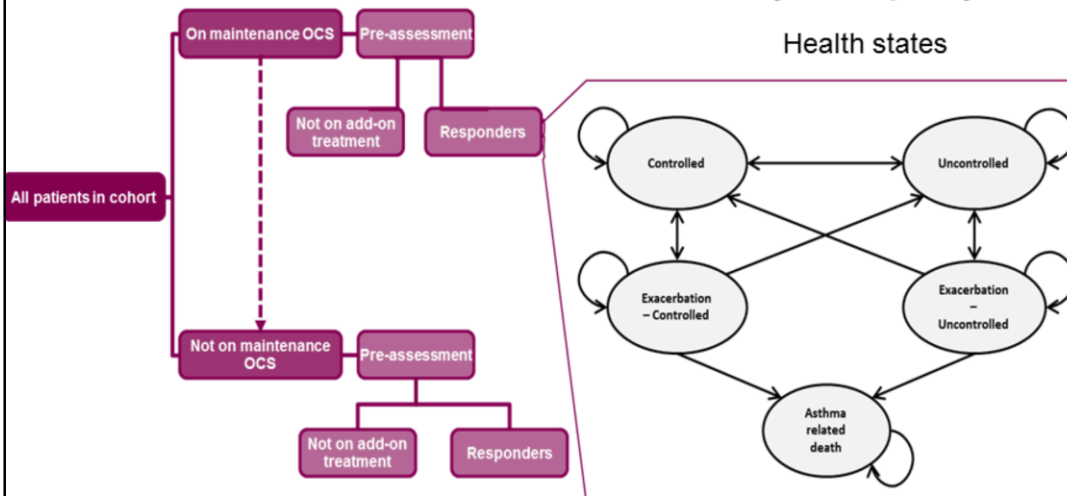 Health states
On maintenance OCS
Pre-assessment
Not on add-on
treatment
Responders
All patients in cohort
Not on maintenance
OCS
Pre-assessment
Not on add-on
treatment
Responders
Controlled
Uncontrolled
Exacerbation
– Controlled
Exacerbation
–
Uncontrolled
Asthma
related
death